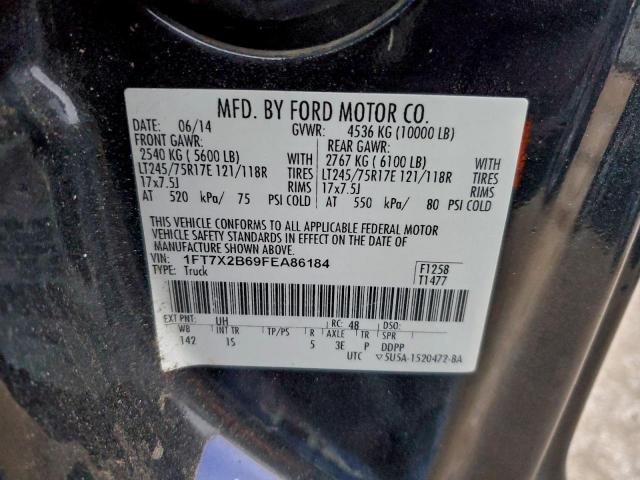 MFD. BY FORD MOTOR CO.
DATE: 06/14 GVWR: 4536 KG (10000 LB)
FRONT GAWR: REAR GAWR:
2540 KG ( 5600 LB) WITH 2767 KG ( 6100 LB) WITH
LT245/75R17E 121/118R TIRES LT245/75R17E 121/118R TIRES
17x7.5J RIMS 17x7.5J RIMS
AT 520 kPa/ 75 PSI COLD AT 550 kPa/ 80 PSI COLD
THIS VEHICLE CONFORMS TO ALL APPLICABLE FEDERAL MOTOR
VEHICLE SAFETY STANDARDS IN EFFECT ON THE DATE OF
MANUFACTURE SHOWN ABOVE.
VIN: 1FT7X2B69FEA86184 F1258
TYPE: Truck T1477
EXT PNT: UH RC: 48 DSO:
WB INT TR TP/PS R AXLE TR SPR
142 IS 5 3E P DDPP
UTC ▽5U5A-1520472-BA